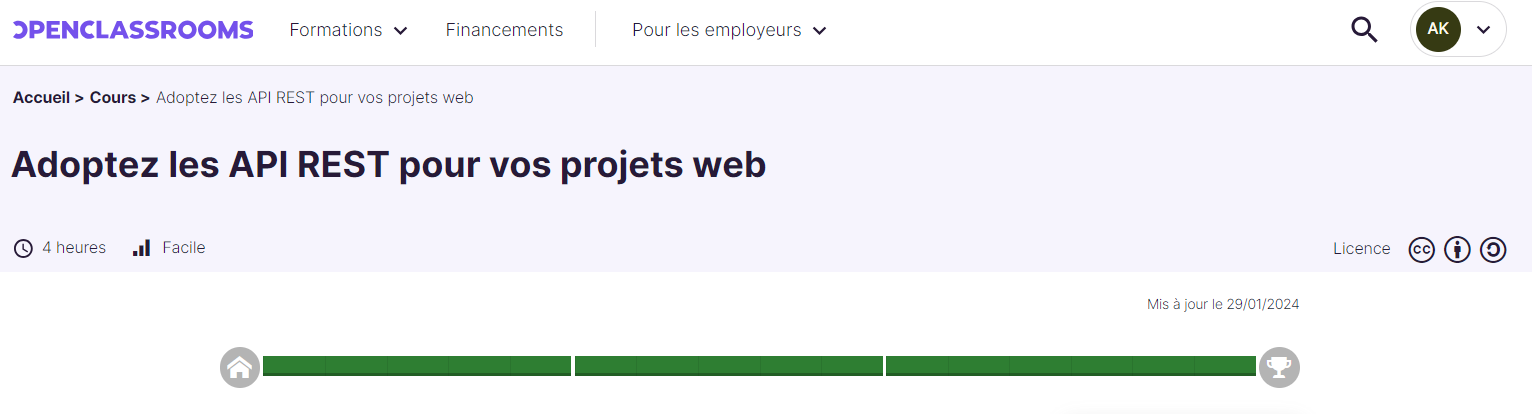 OPENCLASSROOMS Formations Financements Pour les employeurs AK
Accueil > Cours > Adoptez les API REST pour vos projets web
Adoptez les API REST pour vos projets web
4 heures Facile Licence CC
Mis à jour le 29/01/2024